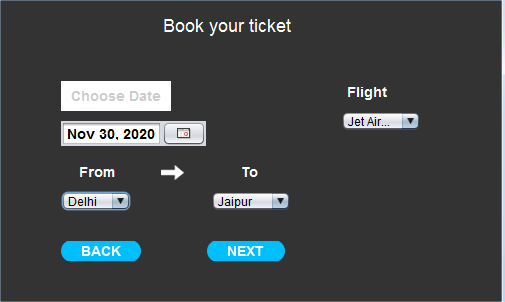 Book your ticket
Choose Date
Flight
Nov 30, 2020
Jet Air...
From
To
Delhi
Jaipur
BACK
NEXT